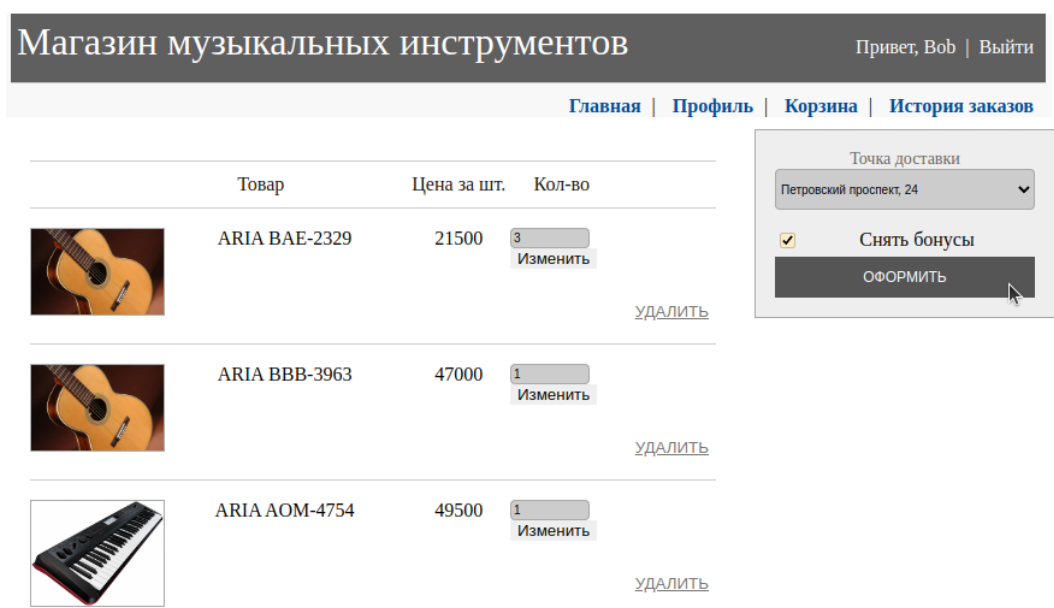 Магазин музыкальных инструментов
Привет, Bob | Выйти
Главная | Профиль | Корзина | История заказов
Точка доставки
Петровский проспект, 24
Снять бонусы
ОФОРМИТЬ
Товар Цена за шт. Кол-во
ARIA BAE-2329 21500 3
Изменить
УДАЛИТЬ
ARIA BBB-3963 47000 1
Изменить
УДАЛИТЬ
ARIA AOM-4754 49500 1
Изменить
УДАЛИТЬ